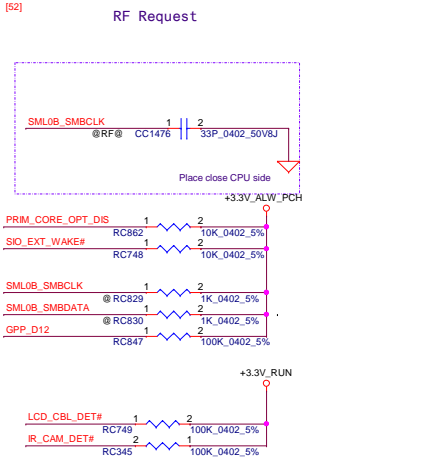 [52]
RF Request
SML0B_SMBCLK 1 2
@RF@ CC1476 33P_0402_50V8J
Place close CPU side
+3.3V_ALW_PCH
PRIM_CORE_OPT_DIS 1 2
RC862 10K_0402_5%
SIO_EXT_WAKE# 1 2
RC748 10K_0402_5%
SML0B_SMBCLK 1 2
@ RC829 1K_0402_5%
SML0B_SMBDATA 1 2
@ RC830 1K_0402_5%
GPP_D12 1 2
RC847 100K_0402_5%
+3.3V_RUN
LCD_CBL_DET# 1 2
RC749 100K_0402_5%
IR_CAM_DET# 2 1
RC345 100K_0402_5%